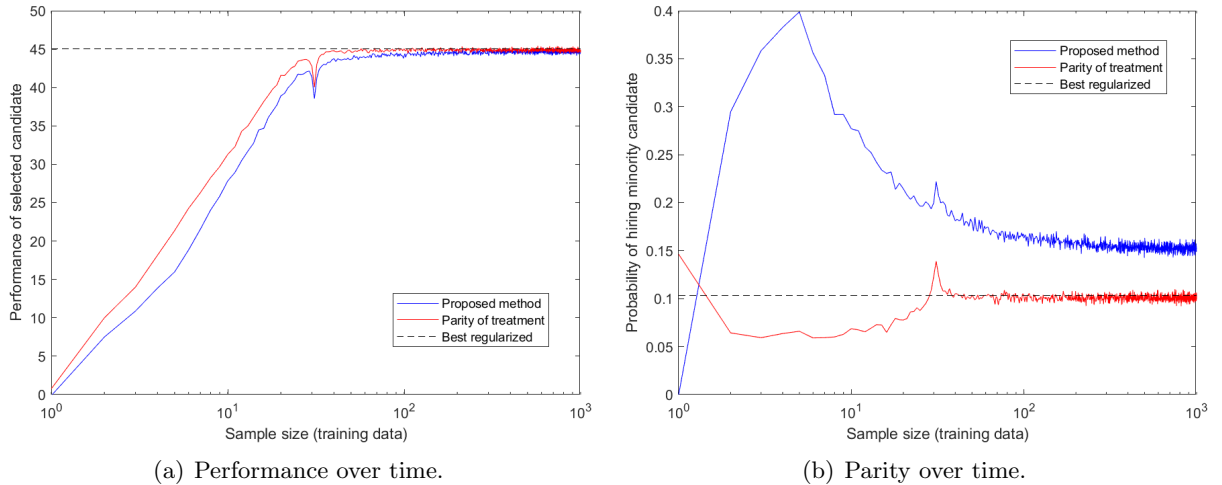 50
45
40
35
30
25
20
15
10
5
0
Performance of selected candidate
Proposed method
Parity of treatment
Best regularized
10^0
10^1
10^2
10^3
Sample size (training data)
(a) Performance over time.
0.4
0.35
0.3
0.25
0.2
0.15
0.1
0.05
0
Probability of hiring minority candidate
Proposed method
Parity of treatment
Best regularized
10^0
10^1
10^2
10^3
Sample size (training data)
(b) Parity over time.